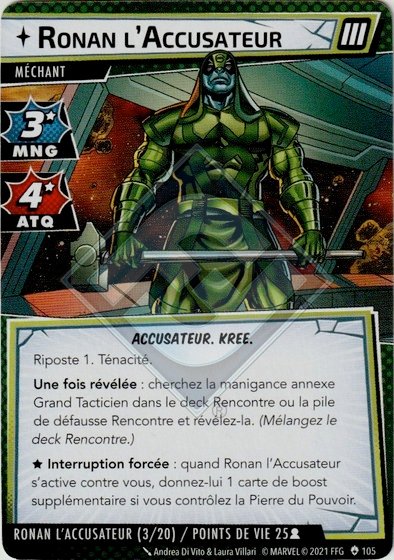 RONAN L'ACCUSATEUR
III
MÉCHANT
3
MNG
4
ATQ
ACCUSATEUR. KREE.
Riposte 1. Ténacité.
Une fois révélée : cherchez la manigance annexe
Grand Tacticien dans le deck Rencontre ou la pile
de défausse Rencontre et révélez-la. (Mélangez le
deck Rencontre.)
★ Interruption forcée : quand Ronan l'Accusateur
s'active contre vous, donnez-lui 1 carte de boost
supplémentaire si vous contrôlez la Pierre du Pouvoir.
RONAN L'ACCUSATEUR (3/20) / POINTS DE VIE 25
Andrea Di Vito & Laura Villari © MARVEL © 2021 FFG 105